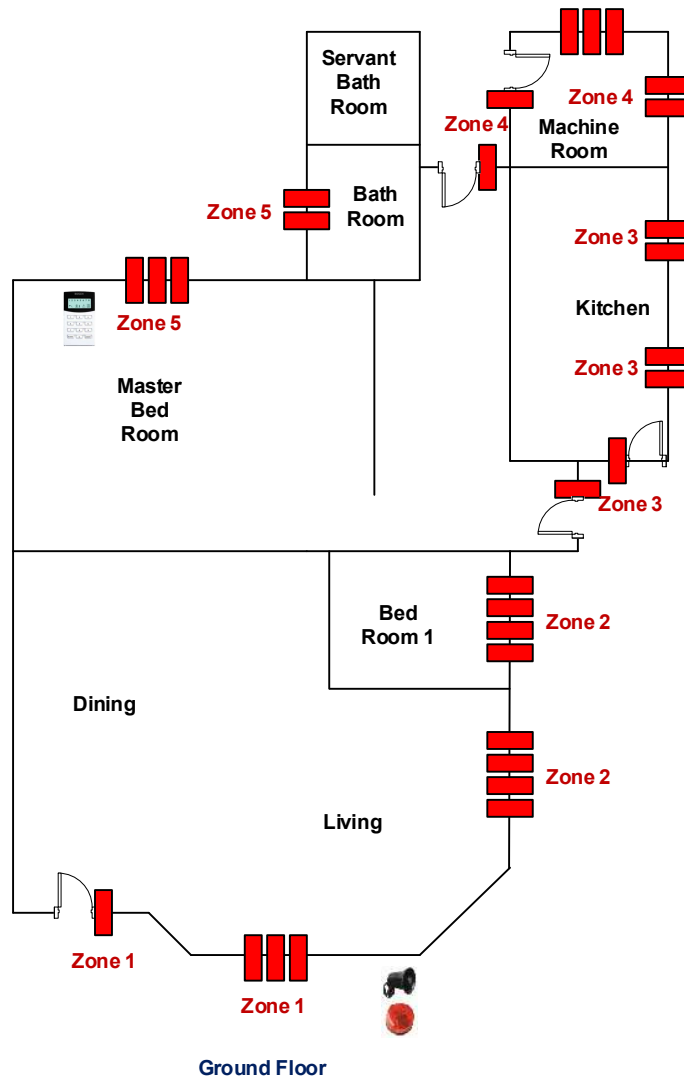 Servant
Bath
Room
Zone 4
Zone 4
Machine
Room
Zone 5
Bath
Room
Zone 3
Kitchen
Zone 5
Zone 3
Master
Bed
Room
Zone 3
Bed
Room 1
Zone 2
Dining
Zone 2
Living
Zone 1
Zone 1
Ground Floor